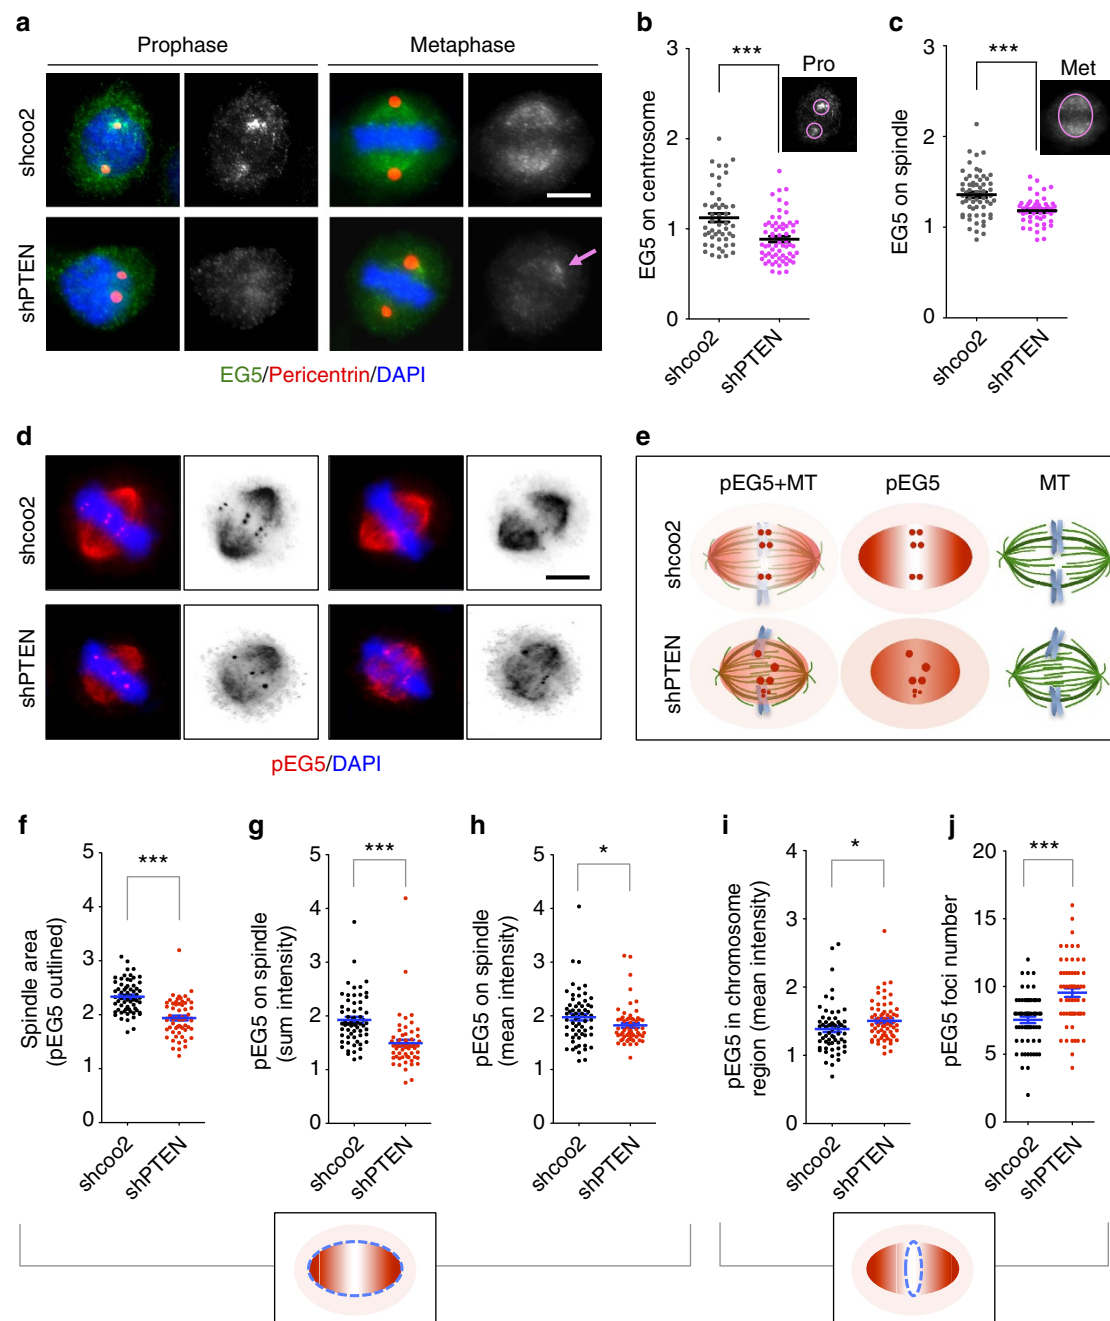 a
Prophase
Metaphase
shcoo2
shPTEN
EG5/Pericentrin/DAPI
b
3
2
1
0
EG5 on centrosome
***
Pro
shcoo2
shPTEN
c
3
2
1
0
EG5 on spindle
***
Met
shcoo2
shPTEN
d
shcoo2
shPTEN
pEG5/DAPI
e
pEG5+MT
pEG5
MT
shcoo2
shPTEN
f
5
4
3
2
1
0
Spindle area
(pEG5 outlined)
***
shcoo2
shPTEN
g
5
4
3
2
1
0
pEG5 on spindle
(sum intensity)
***
shcoo2
shPTEN
h
5
4
3
2
1
0
pEG5 on spindle
(mean intensity)
*
shcoo2
shPTEN
i
4
3
2
1
0
pEG5 in chromosome
region (mean intensity)
*
shcoo2
shPTEN
j
20
15
10
5
0
pEG5 foci number
***
shcoo2
shPTEN